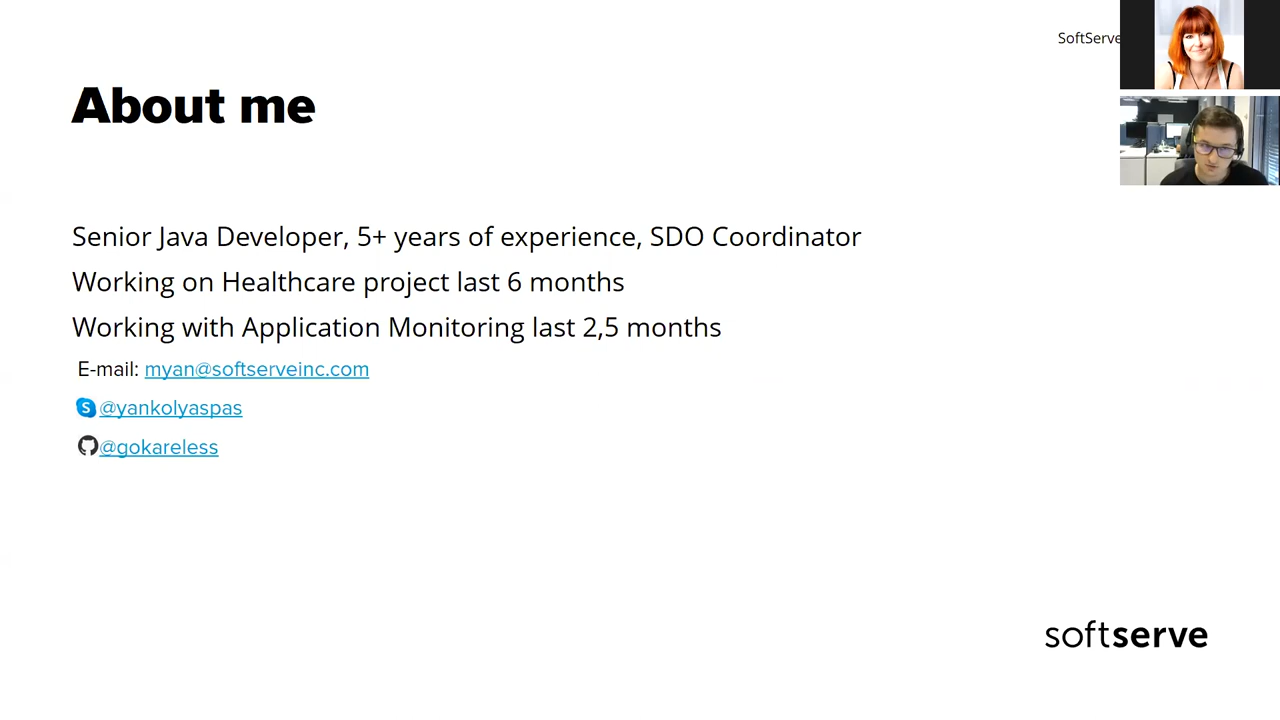 SoftServe
About me
Senior Java Developer, 5+ years of experience, SDO Coordinator
Working on Healthcare project last 6 months
Working with Application Monitoring last 2,5 months
E-mail: myan@softserveinc.com
@yankolyaspas
@gokareless
softserve